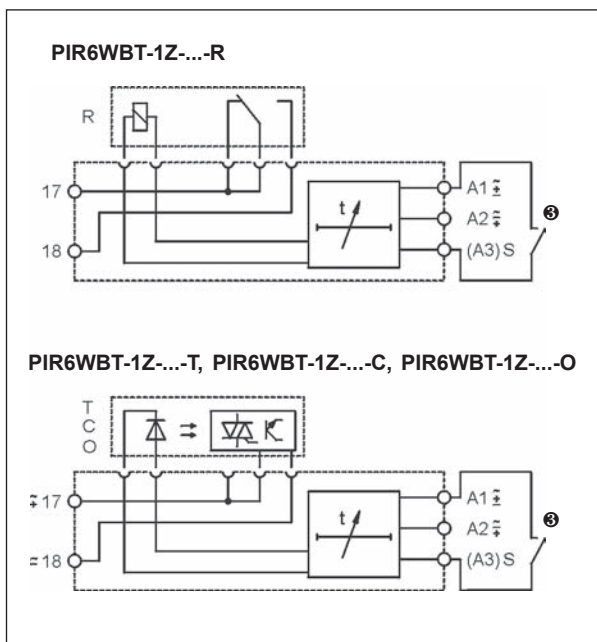 PIR6WBT-1Z-...-R
R
17
18
t
A1 ≂ ±
A2 ≂ ∓
(A3) S
❸
PIR6WBT-1Z-...-T, PIR6WBT-1Z-...-C, PIR6WBT-1Z-...-O
T
C
O
17
18
t
A1
A2
(A3) S
❸